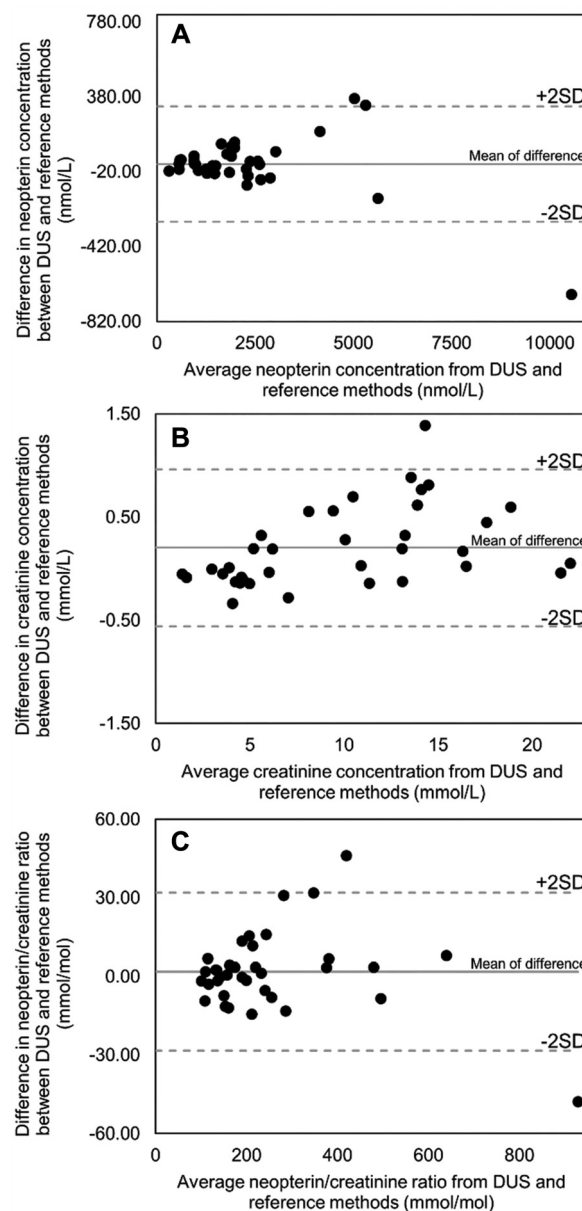 A
780.00
380.00
-20.00
-420.00
-820.00
Difference in neopterin concentration
between DUS and reference methods
(nmol/L)
+2SD
Mean of difference
-2SD
0 2500 5000 7500 10000
Average neopterin concentration from DUS and
reference methods (nmol/L)
B
1.50
0.50
-0.50
-1.50
Difference in creatinine concentration
between DUS and reference methods
(mmol/L)
+2SD
Mean of difference
-2SD
0 5 10 15 20
Average creatinine concentration from DUS and
reference methods (mmol/L)
C
60.00
30.00
0.00
-30.00
-60.00
Difference in neopterin/creatinine ratio
between DUS and reference methods
(mmol/mol)
+2SD
Mean of difference
-2SD
0 200 400 600 800
Average neopterin/creatinine ratio from DUS and
reference methods (mmol/mol)